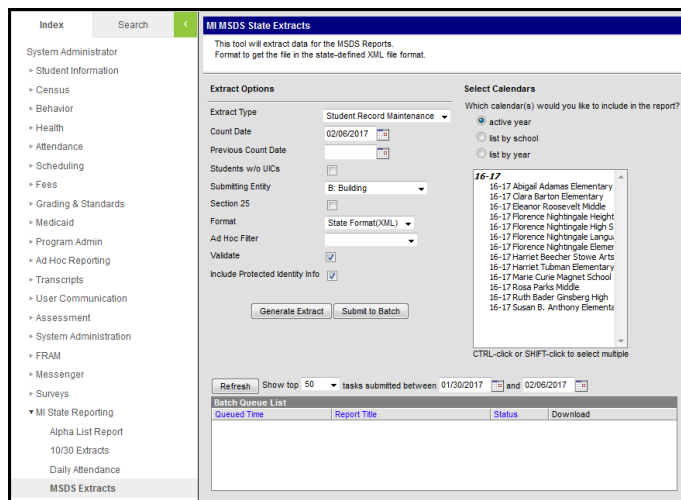 Index
Search
System Administrator
Student Information
Census
Behavior
Health
Attendance
Scheduling
Fees
Grading & Standards
Medicaid
Program Admin
Ad Hoc Reporting
Transcripts
User Communication
Assessment
System Administration
FRAM
Messenger
Surveys
MI State Reporting
Alpha List Report
10/30 Extracts
Daily Attendance
MSDS Extracts
MI MSDS State Extracts
This tool will extract data for the MSDS Reports.
Format to get the file in the state-defined XML file format.
Extract Options
Extract Type Student Record Maintenance
Count Date 02/06/2017
Previous Count Date
Students w/o UICs
Submitting Entity B: Building
Section 25
Format State Format(XML)
Ad Hoc Filter
Validate
Include Protected Identity Info
Generate Extract Submit to Batch
Select Calendars
Which calendar(s) would you like to include in the report?
active year
list by school
list by year
16-17
16-17 Abigail Adamas Elementary
16-17 Clara Barton Elementary
16-17 Eleanor Roosevelt Middle
16-17 Florence Nightingale Height
16-17 Florence Nightingale High S
16-17 Florence Nightingale Langu
16-17 Florence Nightingale Elemer
16-17 Harriet Beecher Stowe Arts
16-17 Harriet Tubman Elementary
16-17 Marie Curie Magnet School
16-17 Rosa Parks Middle
16-17 Ruth Bader Ginsberg High
16-17 Susan B. Anthony Elementa
CTRL-click or SHIFT-click to select multiple
Refresh Show top 50 tasks submitted between 01/30/2017 and 02/06/2017
Batch Queue List
Queued Time Report Title Status Download